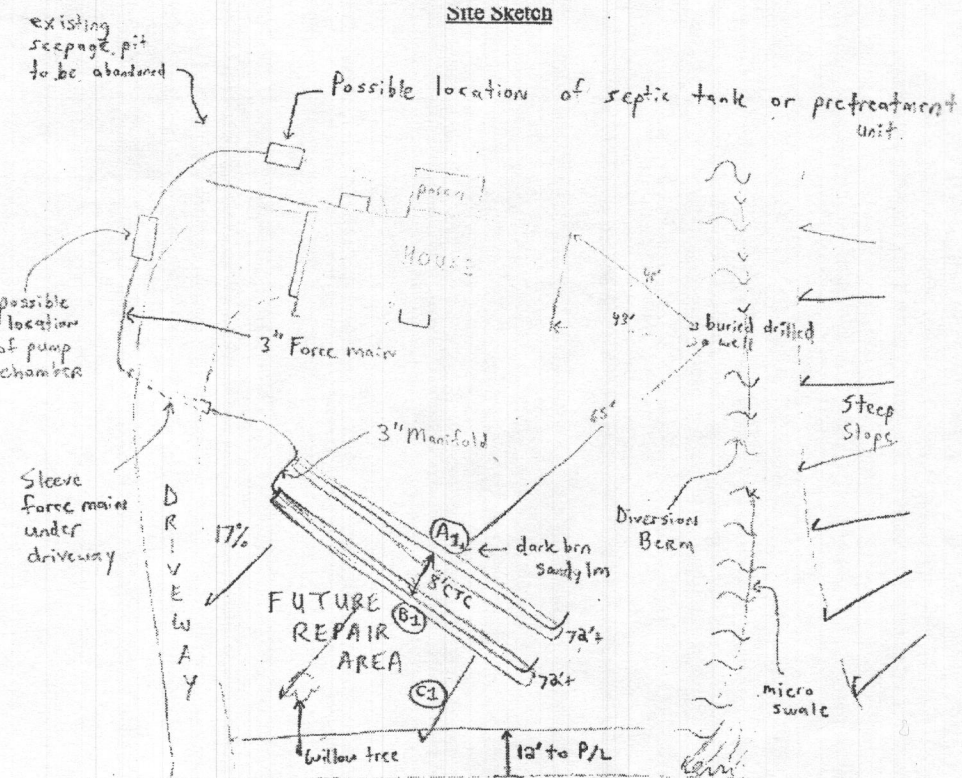 Site Sketch
existing
seepage pit
to be abandoned
Possible location of septic tank or pretreatment
unit.
porch
HOUSE
45'
43'
buried drilled
well
possible
location
of pump
chamber
3" Force main
65'
Steep
Slope
3" Manifold
Sleeve
force main
under
driveway
DRIVEWAY
17%
A1
dark brn
sandy lm
Diversion
Berm
8' CTC
B1
FUTURE
REPAIR
AREA
72'±
72'±
C1
micro
swale
willow tree
12' to P/L